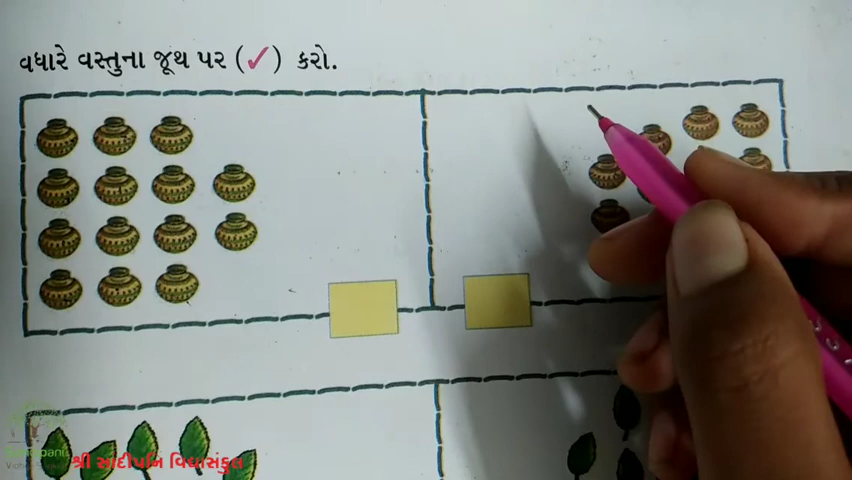 વધારે વસ્તુના જૂથ પર (✓) કરો.
શ્રી સાદીપનિ વિદ્યાસંકુલ